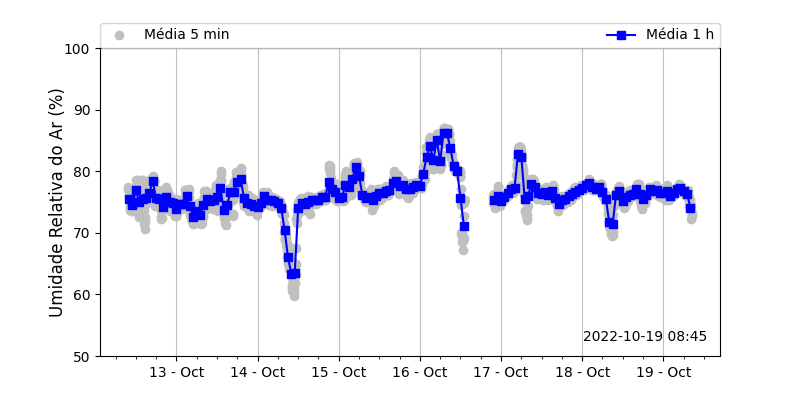 Média 5 min
Média 1 h
100
90
80
70
60
50
Umidade Relativa do Ar (%)
2022-10-19 08:45
13 - Oct
14 - Oct
15 - Oct
16 - Oct
17 - Oct
18 - Oct
19 - Oct